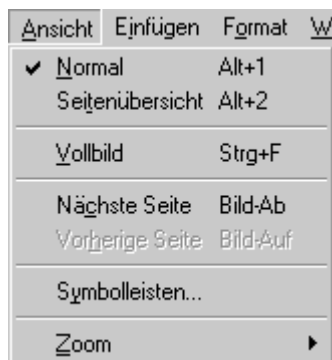 Ansicht Einfügen Format W
Normal Alt+1
Seitenübersicht Alt+2
Vollbild Strg+F
Nächste Seite Bild-Ab
Vorherige Seite Bild-Auf
Symbolleisten...
Zoom